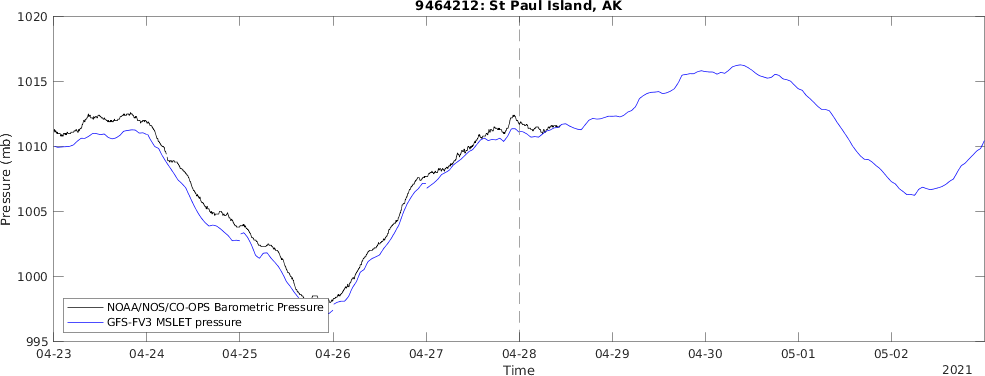 9464212: St Paul Island, AK
1020
1015
1010
1005
1000
995
Pressure (mb)
NOAA/NOS/CO-OPS Barometric Pressure
GFS-FV3 MSLET pressure
04-23 04-24 04-25 04-26 04-27 04-28 04-29 04-30 05-01 05-02
Time
2021